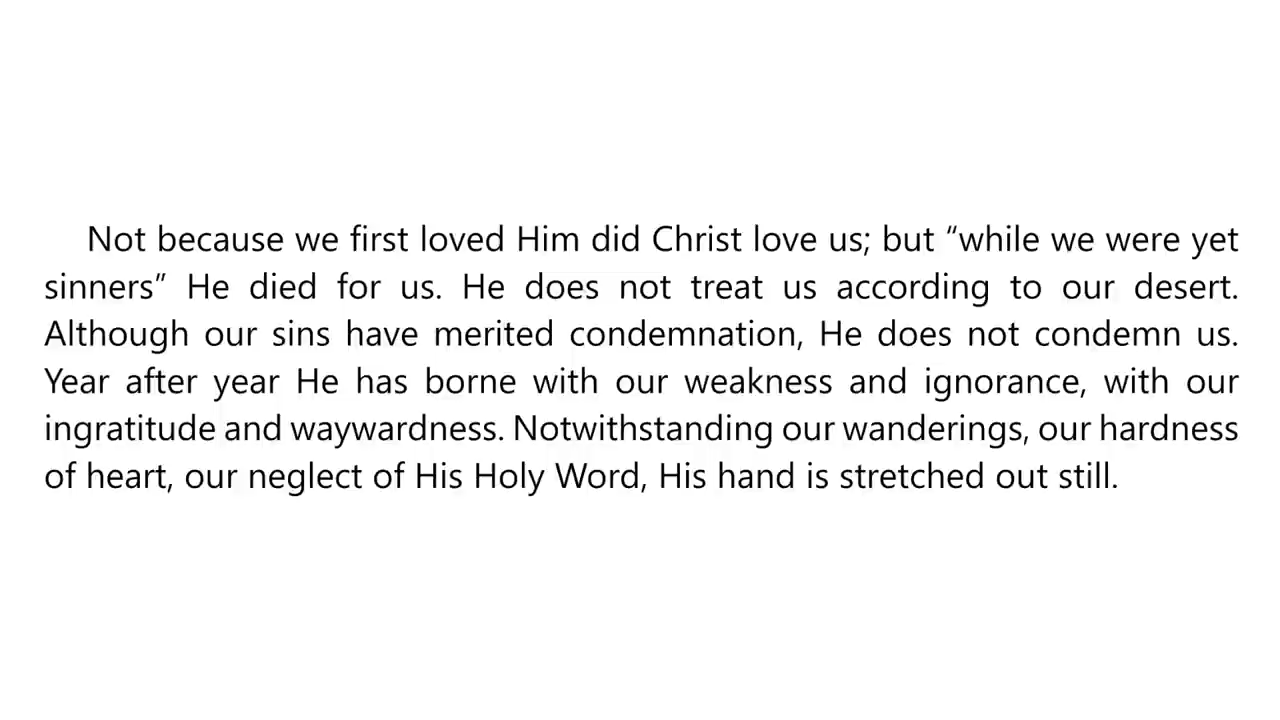 Not because we first loved Him did Christ love us; but “while we were yet
sinners” He died for us. He does not treat us according to our desert.
Although our sins have merited condemnation, He does not condemn us.
Year after year He has borne with our weakness and ignorance, with our
ingratitude and waywardness. Notwithstanding our wanderings, our hardness
of heart, our neglect of His Holy Word, His hand is stretched out still.